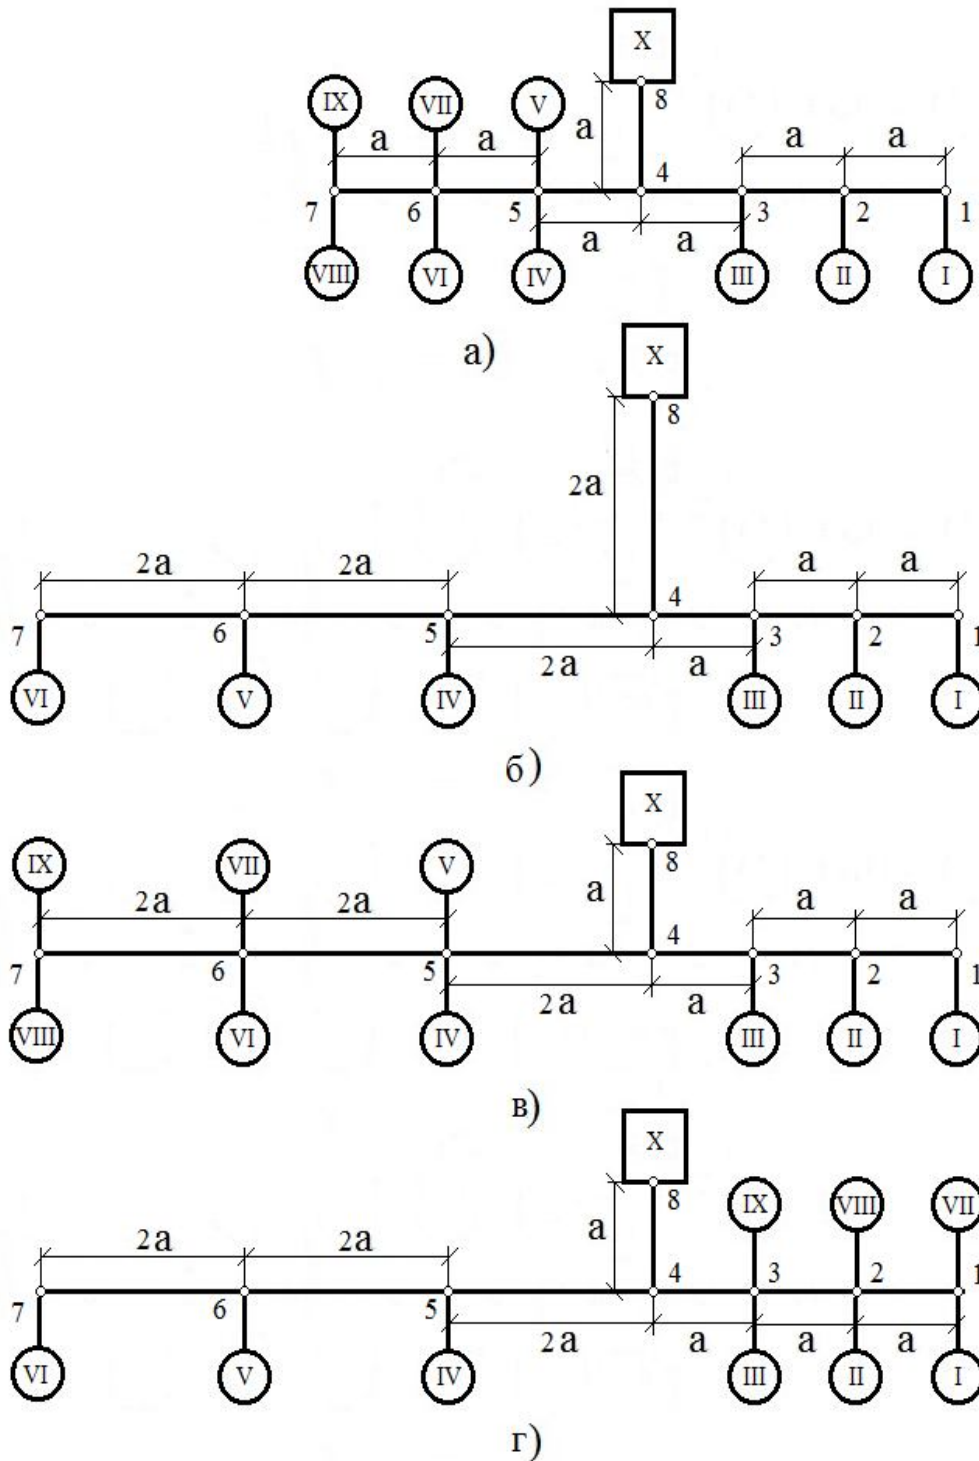 X
IX VII V 8
a a a a a
4
7 6 5 3 2 1
a a
VIII VI IV III II I
а)
X
8
2a
2a 2a a a
4
7 6 5 3 2 1
2a a
VI V IV III II I
б)
X
IX VII V 8
2a 2a a a a
4
7 6 5 3 2 1
2a a
VIII VI IV III II I
в)
X
8 IX VIII VII
2a 2a a
4 3 2 1
7 6 5
2a a a a
VI V IV III II I
г)